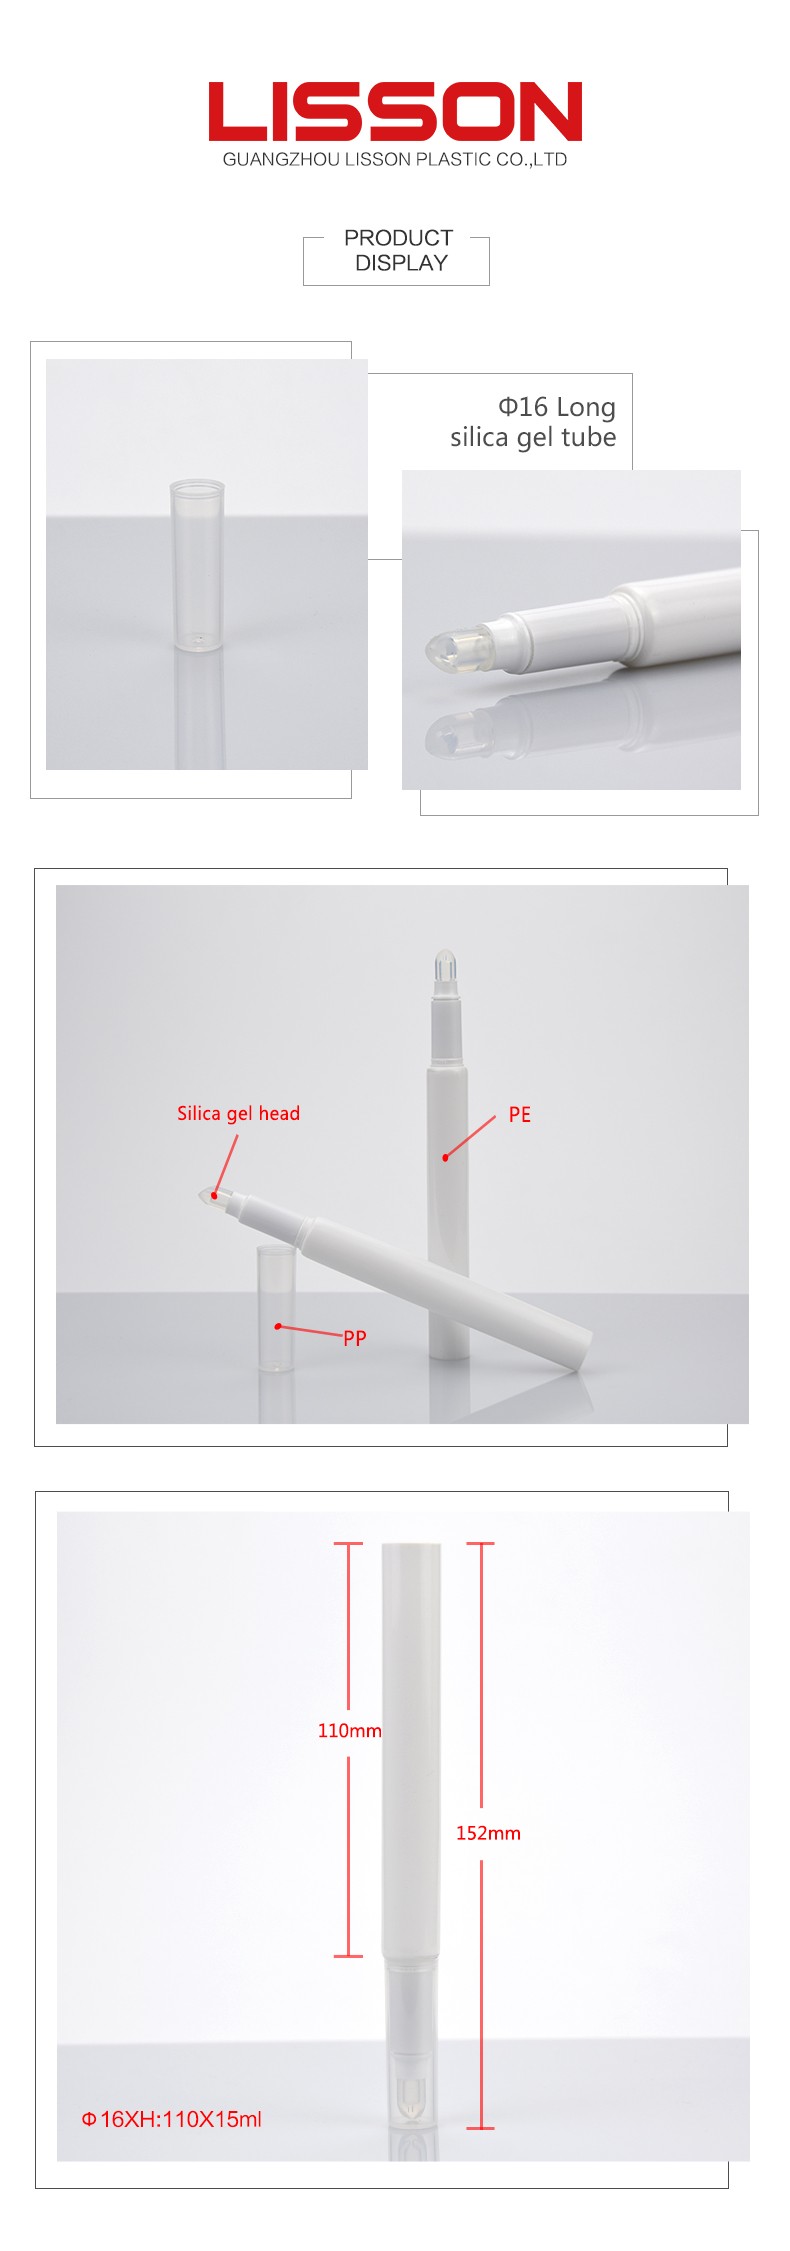 LISSON
GUANGZHOU LISSON PLASTIC CO.,LTD
PRODUCT
DISPLAY
Φ16 Long
silica gel tube
Silica gel head
PE
PP
110mm
152mm
Φ16XH:110X15ml